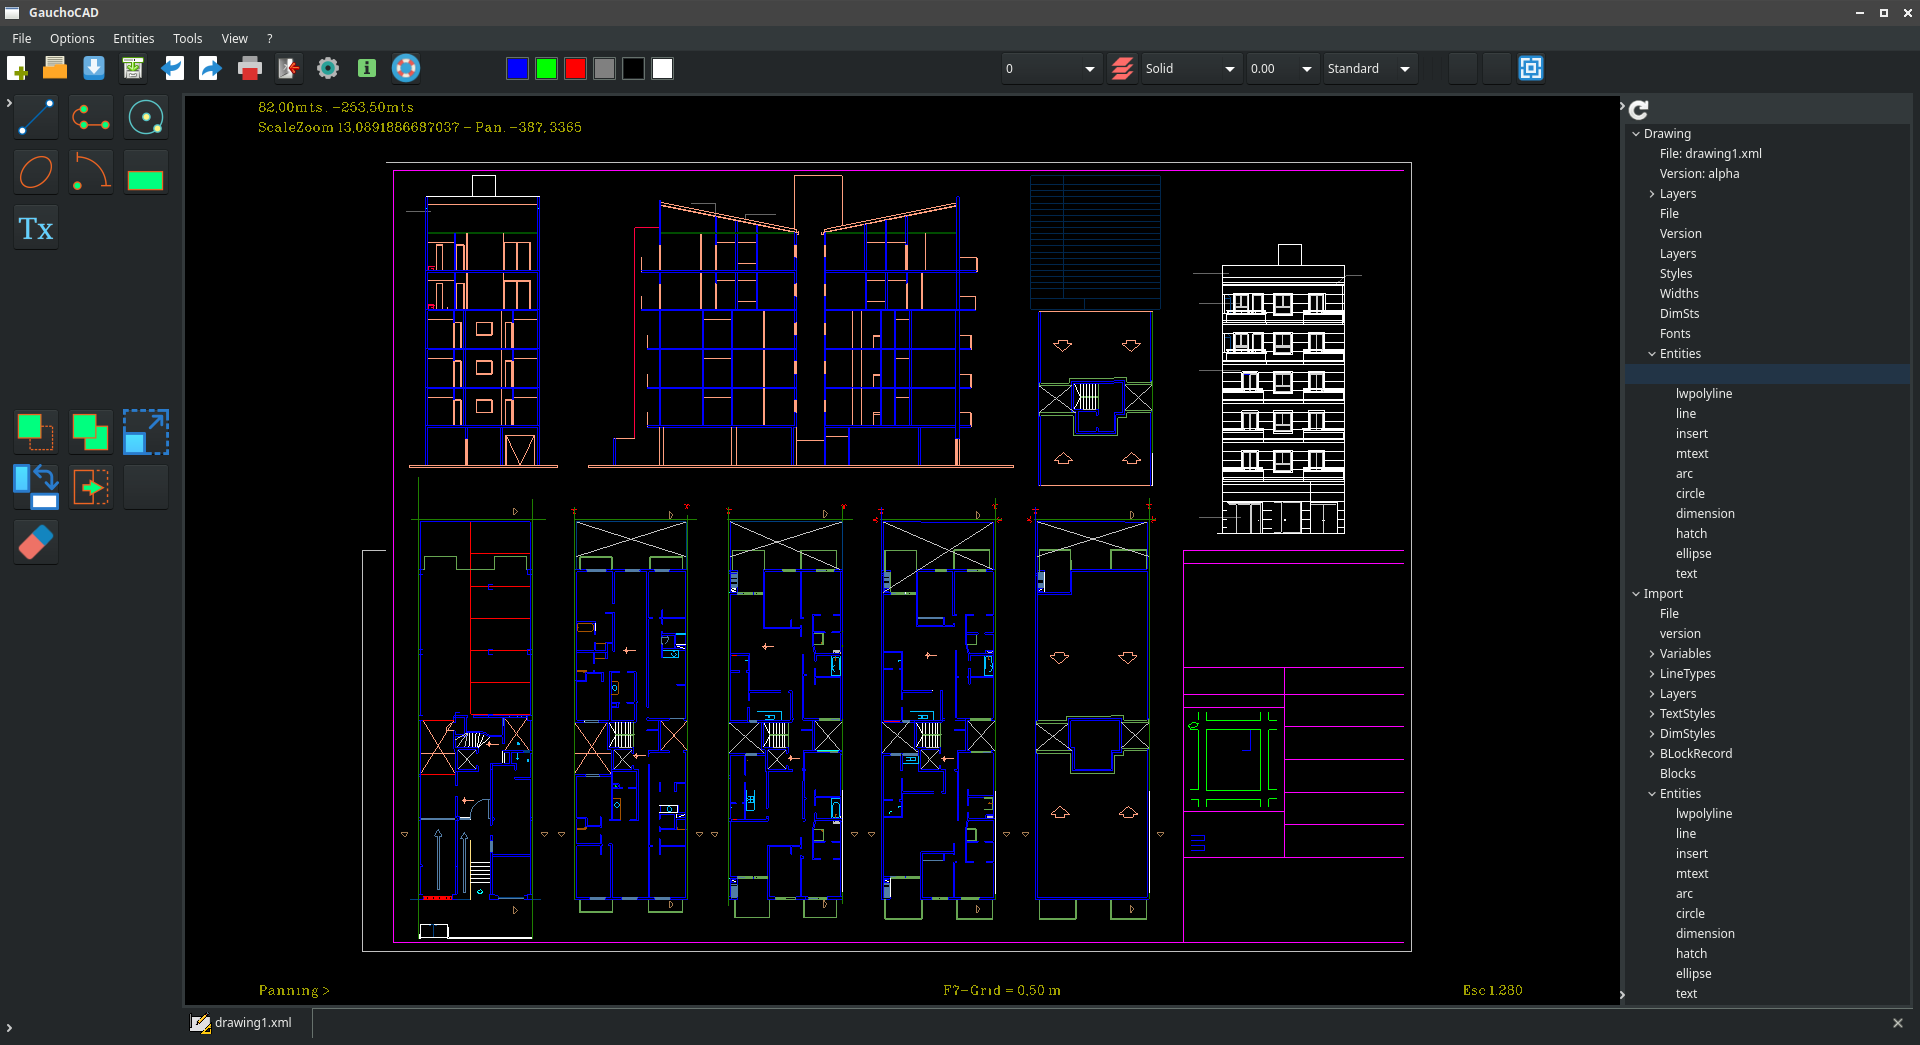 GauchoCAD
File Options Entities Tools View ?
0 Solid 0.00 Standard
82,00mts. -253,50mts
ScaleZoom 13,0891886687037 - Pan. -387, 3365
Tx
Drawing
File: drawing1.xml
Version: alpha
Layers
File
Version
Layers
Styles
Widths
DimSts
Fonts
Entities
lwpolyline
line
insert
mtext
arc
circle
dimension
hatch
ellipse
text
Import
File
version
Variables
LineTypes
Layers
TextStyles
DimStyles
BLockRecord
Blocks
Entities
lwpolyline
line
insert
mtext
arc
circle
dimension
hatch
ellipse
text
Panning > F7-Grid = 0,50 m Esc 1.280
drawing1.xml